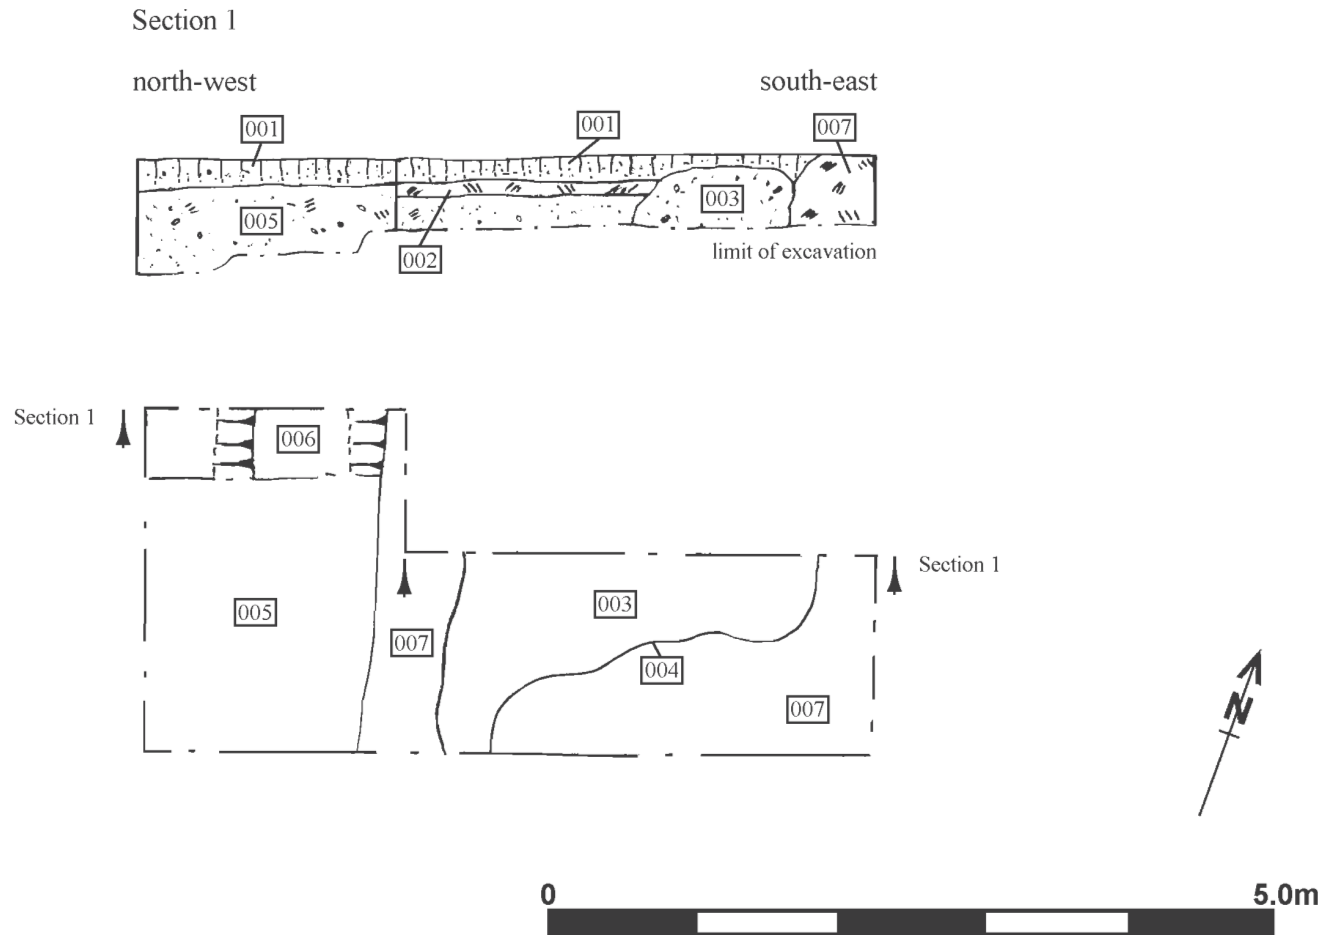 Section 1
north-west
south-east
001
001
007
005
003
002
limit of excavation
Section 1
006
Section 1
005
003
007
004
007
N
0
5.0m